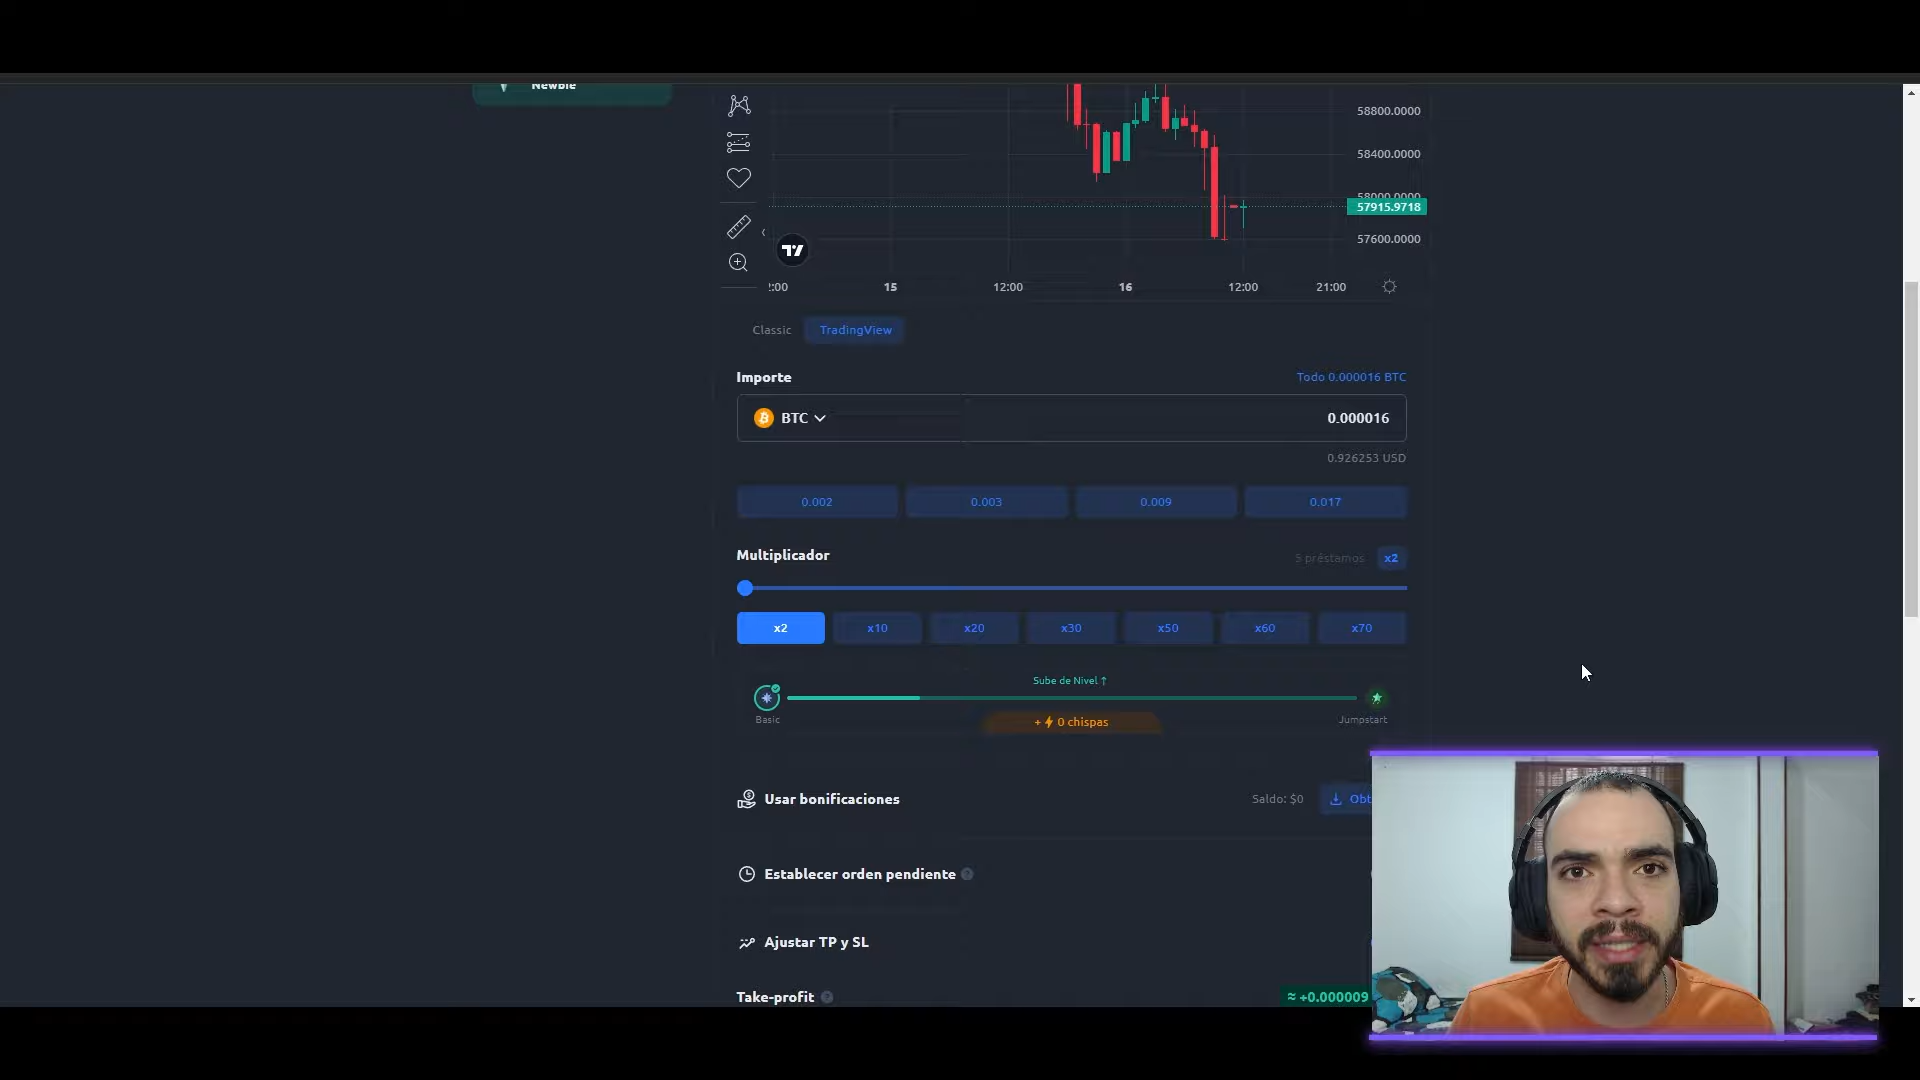 Newbie
58800.0000
58400.0000
58000.0000
57915.9718
57600.0000
:00
15
12:00
16
12:00
21:00
Classic
TradingView
Importe
Todo 0.000016 BTC
BTC
0.000016
0.926253 USD
0.002
0.003
0.009
0.017
Multiplicador
5 préstamos
x2
x2
x10
x20
x30
x50
x60
x70
Sube de Nivel ↑
Basic
+ 0 chispas
Jumpstart
Usar bonificaciones
Saldo: $0
Obt
Establecer orden pendiente ?
Ajustar TP y SL
Take-profit ?
≈ +0.000009